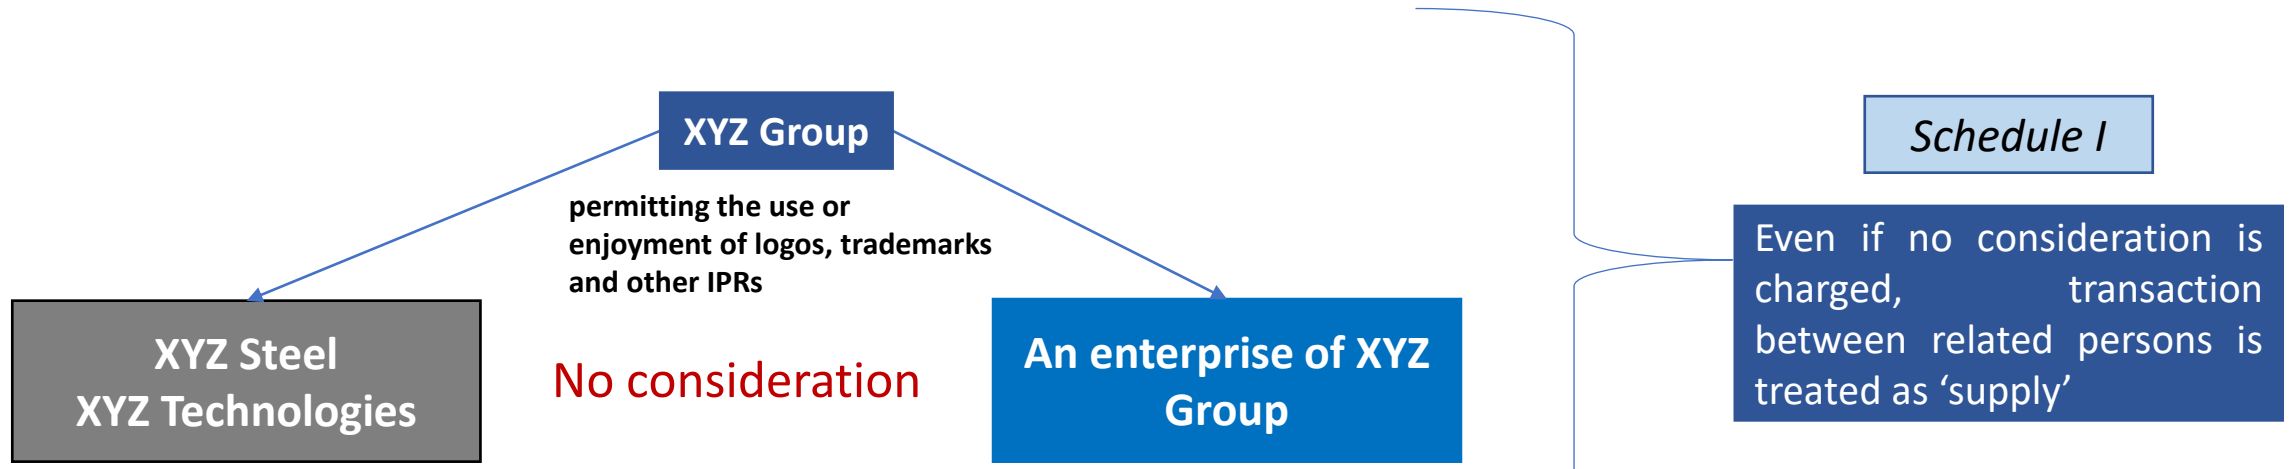 XYZ Group
permitting the use or
enjoyment of logos, trademarks
and other IPRs
XYZ Steel
XYZ Technologies
No consideration
An enterprise of XYZ
Group
Schedule I
Even if no consideration is
charged, transaction
between related persons is
treated as ‘supply’